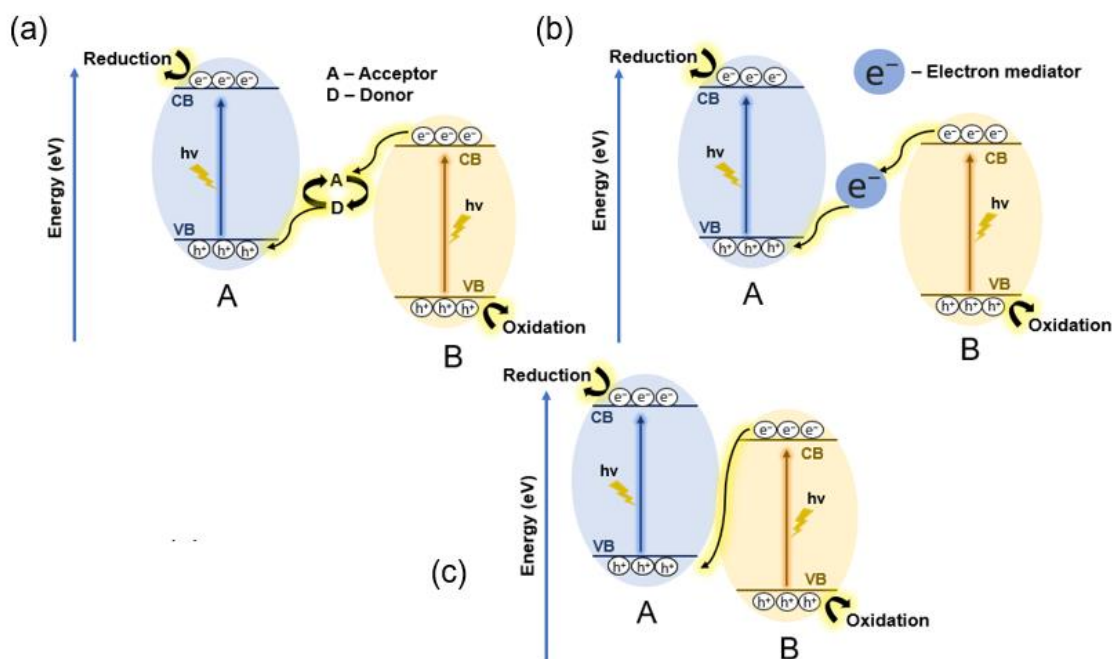 (a)
Reduction
e⁻ e⁻ e⁻
CB
hv
VB
h⁺ h⁺ h⁺
A
Energy (eV)
A – Acceptor
D – Donor
A
D
e⁻ e⁻ e⁻
CB
hv
VB
h⁺ h⁺ h⁺
Oxidation
B
(b)
Reduction
e⁻ e⁻ e⁻
CB
hv
VB
h⁺ h⁺ h⁺
A
Energy (eV)
e⁻ – Electron mediator
e⁻
e⁻ e⁻ e⁻
CB
hv
VB
h⁺ h⁺ h⁺
Oxidation
B
(c)
Reduction
e⁻ e⁻ e⁻
CB
hv
VB
h⁺ h⁺ h⁺
A
Energy (eV)
e⁻ e⁻ e⁻
CB
hv
VB
h⁺ h⁺ h⁺
Oxidation
B